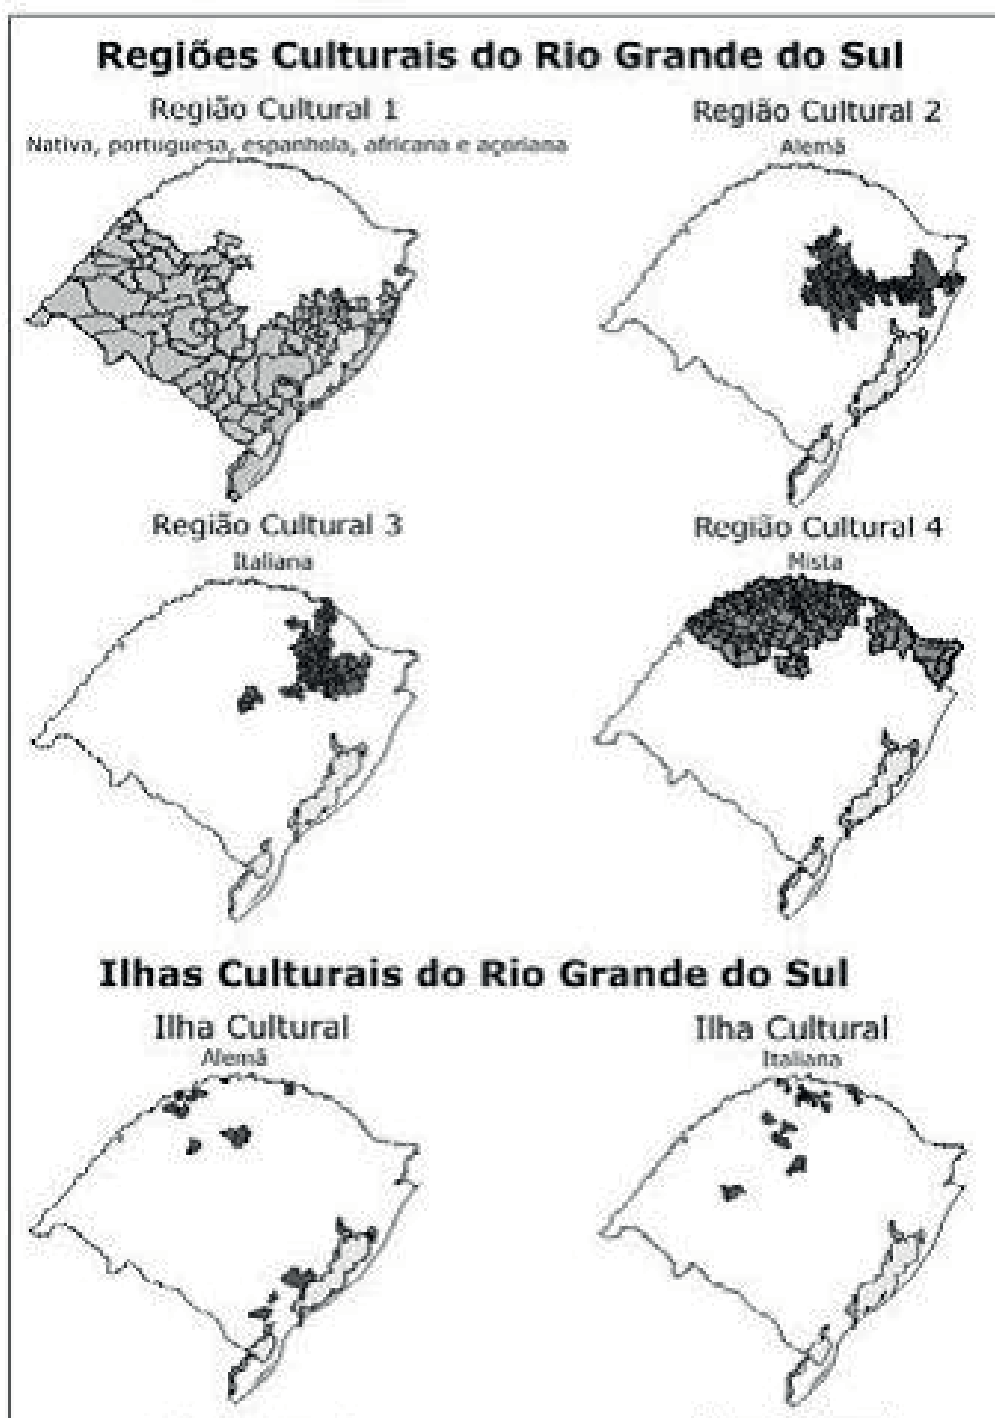 Regiões Culturais do Rio Grande do Sul
Região Cultural 1
Nativa, portuguesa, espanhola, africana e açoriana
Região Cultural 2
Alemã
Região Cultural 3
Italiana
Região Cultural 4
Mista
Ilhas Culturais do Rio Grande do Sul
Ilha Cultural
Alemã
Ilha Cultural
Italiana